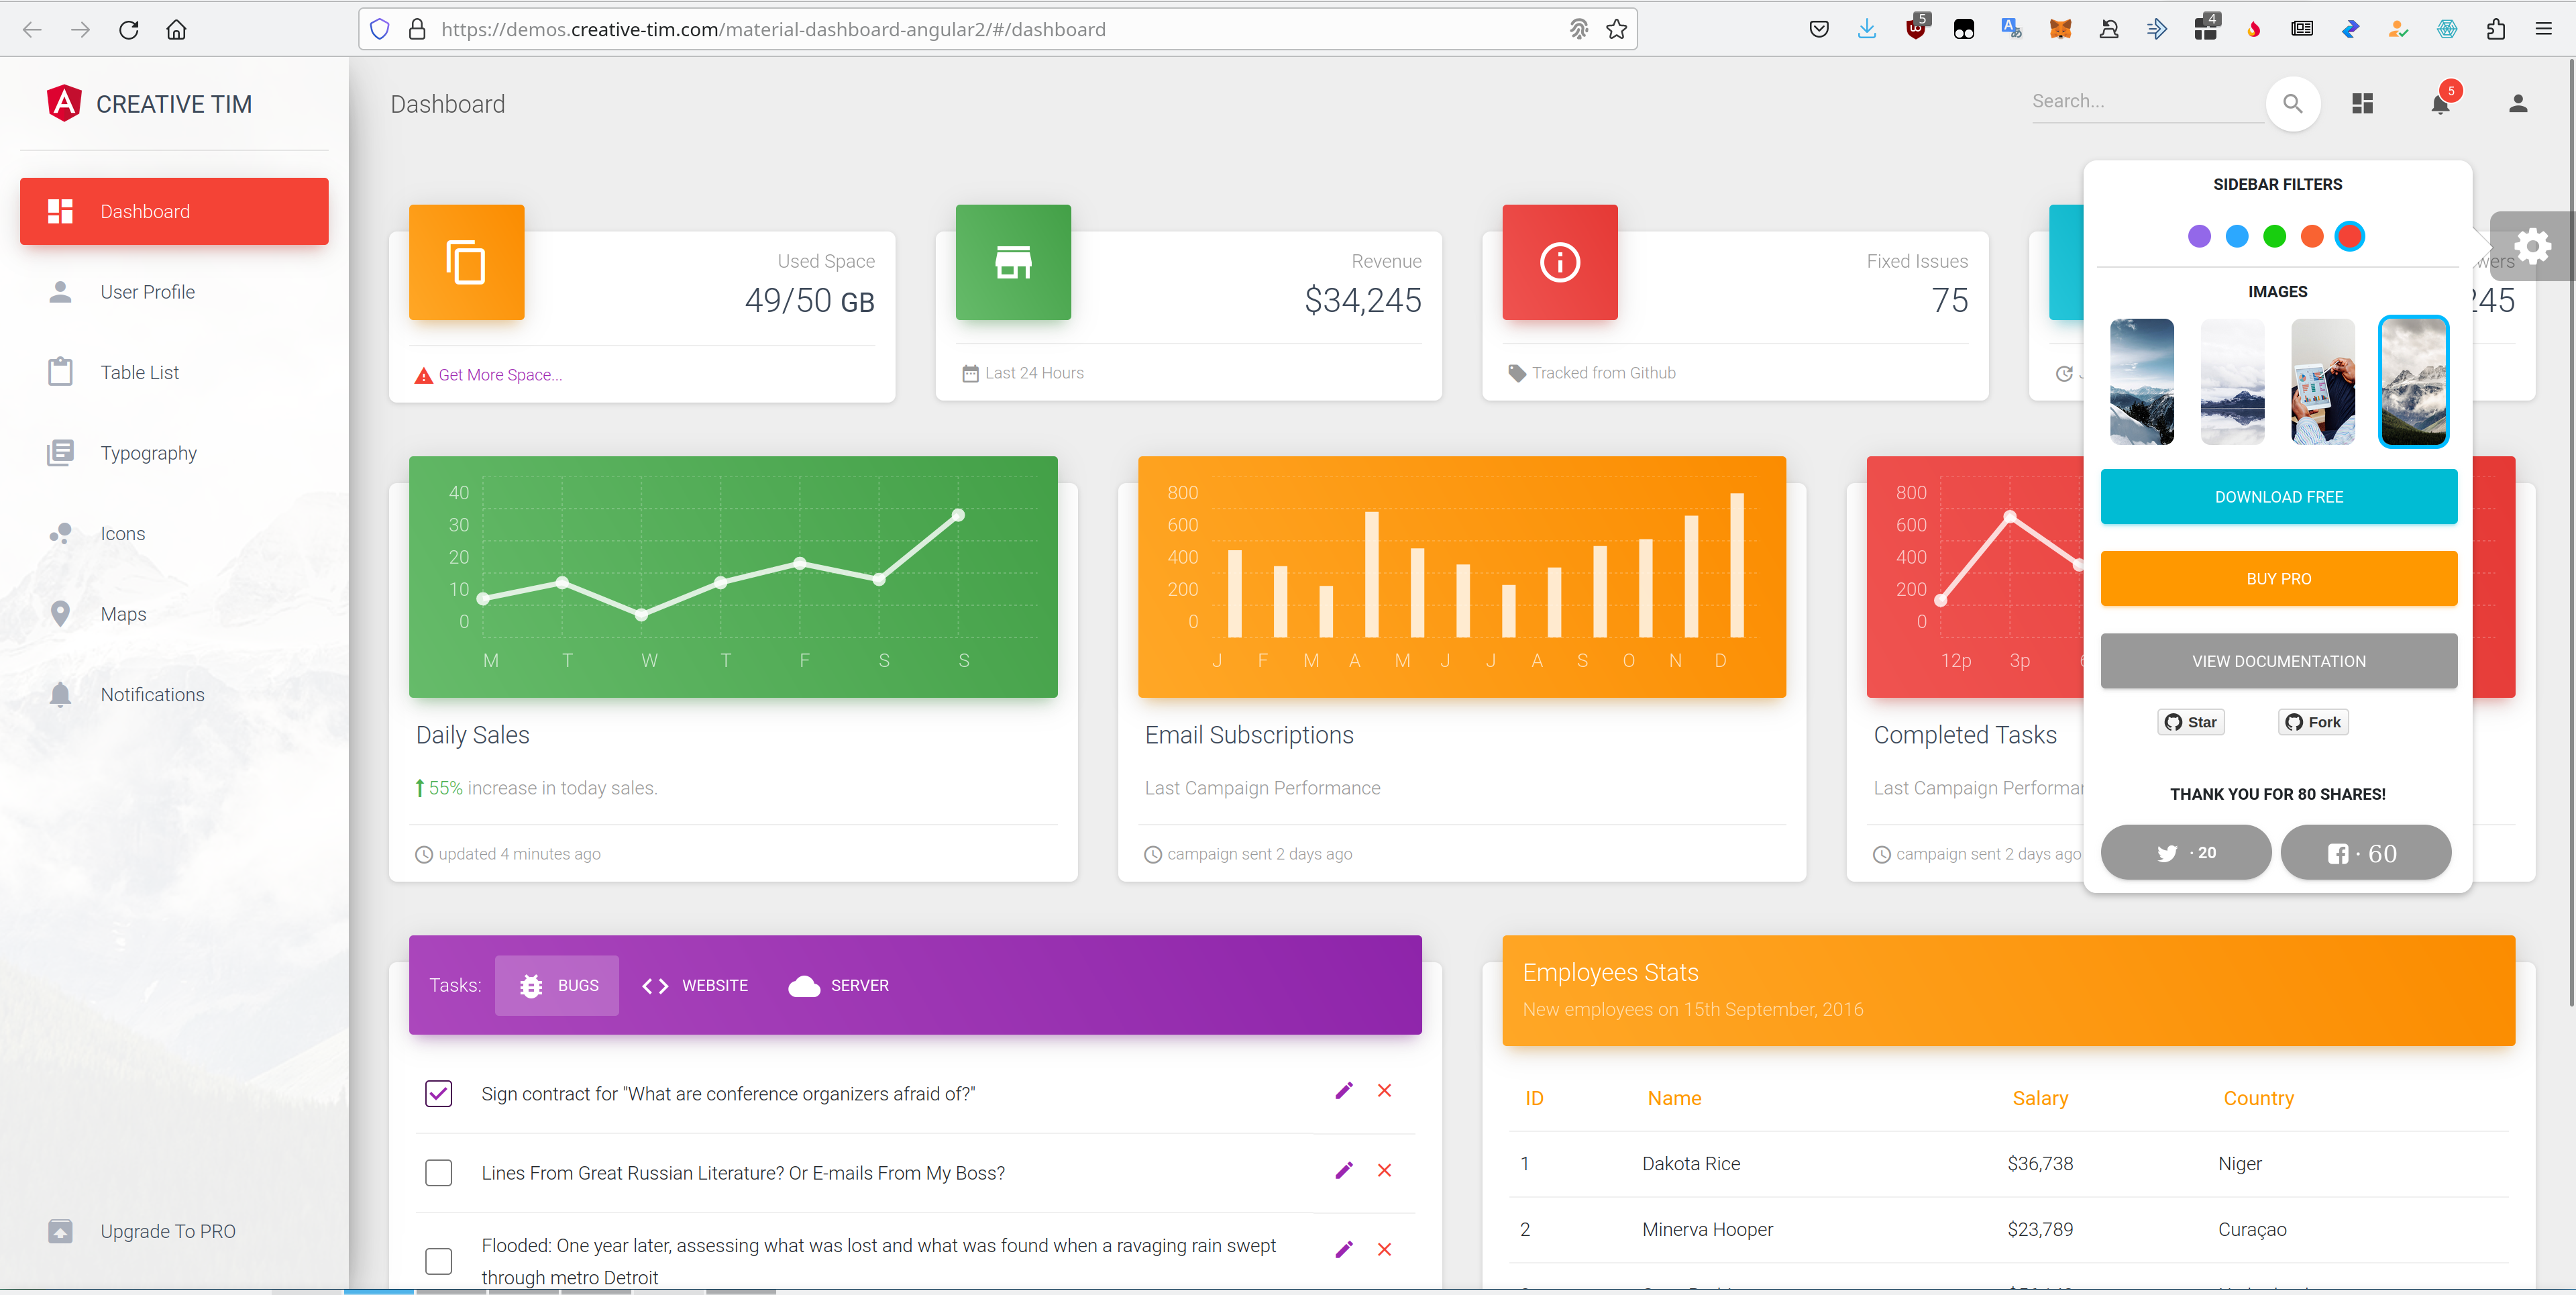 https://demos.creative-tim.com/material-dashboard-angular2/#/dashboard
5
4
CREATIVE TIM
Dashboard
User Profile
Table List
Typography
Icons
Maps
Notifications
Upgrade To PRO
Dashboard
Search...
5
Used Space
49/50 GB
Get More Space...
Revenue
$34,245
Last 24 Hours
Fixed Issues
75
Tracked from Github
245
40
30
20
10
0
M T W T F S S
Daily Sales
55% increase in today sales.
updated 4 minutes ago
800
600
400
200
0
J F M A M J J A S O N D
Email Subscriptions
Last Campaign Performance
campaign sent 2 days ago
800
600
400
200
0
12p 3p
Completed Tasks
Last Campaign Performan
campaign sent 2 days ago
SIDEBAR FILTERS
IMAGES
DOWNLOAD FREE
BUY PRO
VIEW DOCUMENTATION
Star Fork
THANK YOU FOR 80 SHARES!
· 20
· 60
Tasks: BUGS WEBSITE SERVER
Sign contract for "What are conference organizers afraid of?"
Lines From Great Russian Literature? Or E-mails From My Boss?
Flooded: One year later, assessing what was lost and what was found when a ravaging rain swept
through metro Detroit
Employees Stats
New employees on 15th September, 2016
ID Name Salary Country
1 Dakota Rice $36,738 Niger
2 Minerva Hooper $23,789 Curaçao